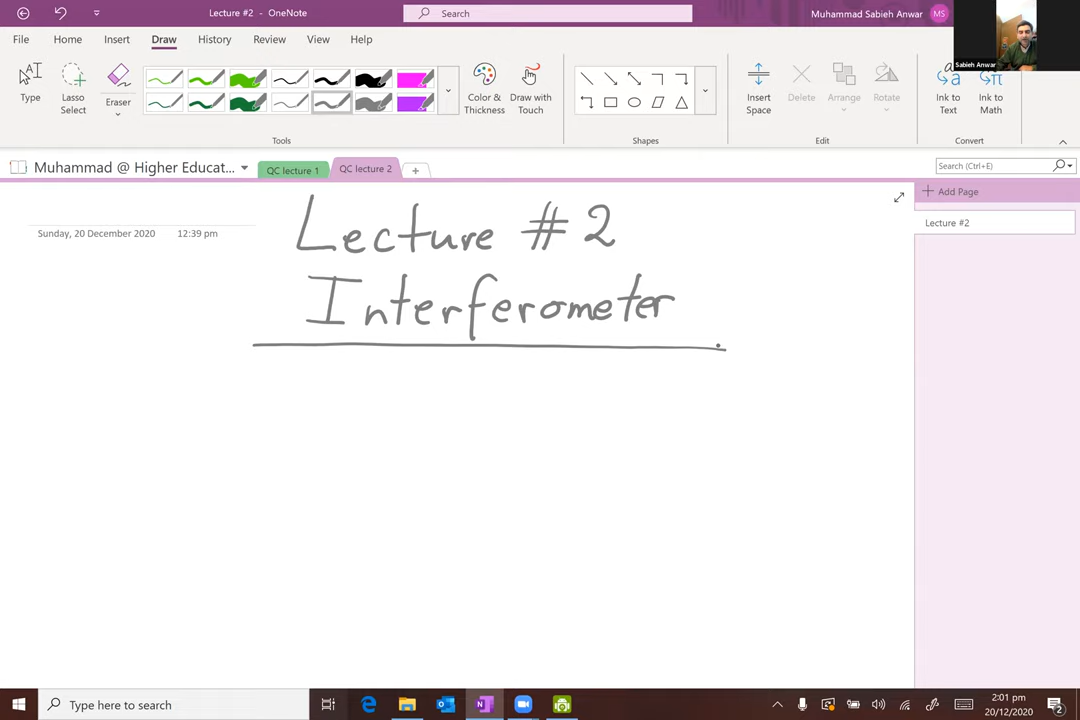 Lecture #2 - OneNote
Search
Muhammad Sabieh Anwar
MS
Sabieh Anwar
File
Home
Insert
Draw
History
Review
View
Help
Type
Lasso Select
Eraser
Color & Thickness
Draw with Touch
Insert Space
Delete
Arrange
Rotate
Ink to Text
Ink to Math
Tools
Shapes
Edit
Convert
Muhammad @ Higher Educat...
QC lecture 1
QC lecture 2
Search (Ctrl+E)
Add Page
Lecture #2
Sunday, 20 December 2020
12:39 pm
Lecture #2
Interferometer
Type here to search
2:01 pm
20/12/2020
2